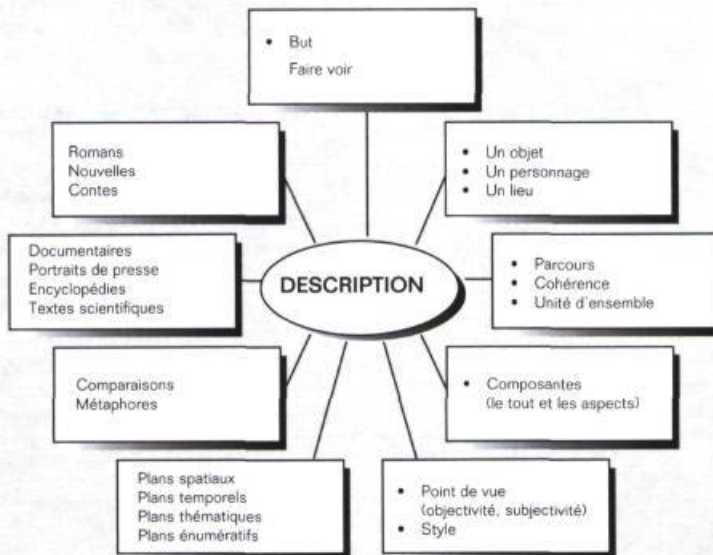 • But
Faire voir
Romans
Nouvelles
Contes
• Un objet
• Un personnage
• Un lieu
Documentaires
Portraits de presse
Encyclopédies
Textes scientifiques
DESCRIPTION
• Parcours
• Cohérence
• Unité d'ensemble
Comparaisons
Métaphores
• Composantes
(le tout et les aspects)
Plans spatiaux
Plans temporels
Plans thématiques
Plans énumératifs
• Point de vue
(objectivité, subjectivité)
• Style